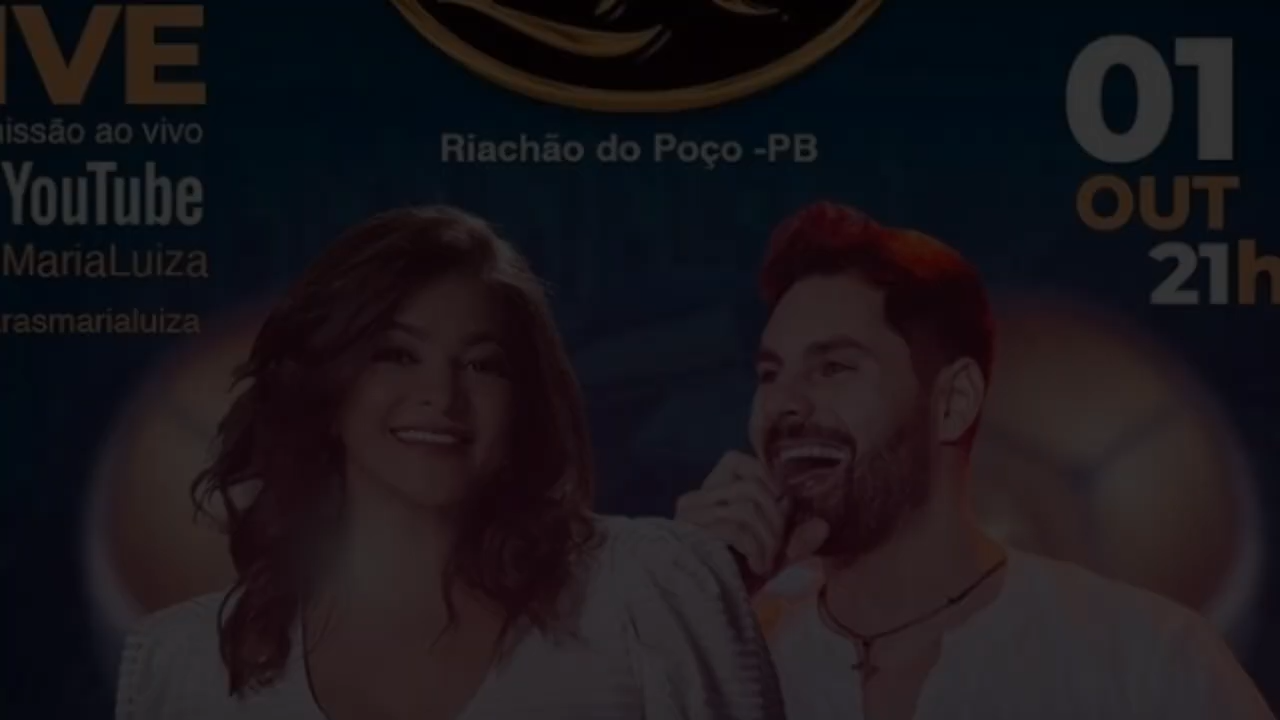 IVE
issão ao vivo
YouTube
MariaLuiza
rasmarialuiza
Riachão do Poço -PB
01
OUT
21h